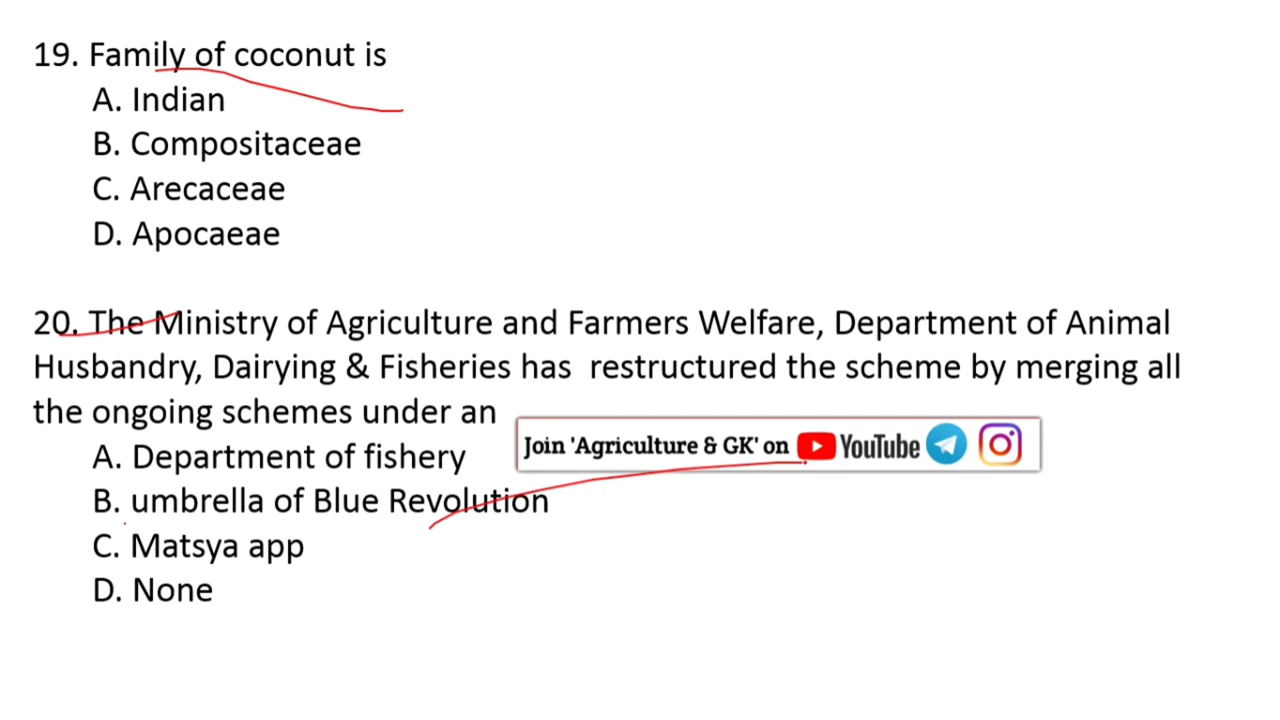 19. Family of coconut is
A. Indian
B. Compositaceae
C. Arecaceae
D. Apocaeae
20. The Ministry of Agriculture and Farmers Welfare, Department of Animal
Husbandry, Dairying & Fisheries has restructured the scheme by merging all
the ongoing schemes under an
Join 'Agriculture & GK' on YouTube
A. Department of fishery
B. umbrella of Blue Revolution
C. Matsya app
D. None